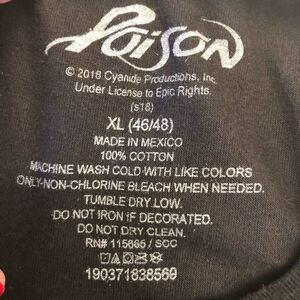 Poison
© 2018 Cyanide Productions, Inc.
Under License to Epic Rights.
(s18)
XL (46/48)
MADE IN MEXICO
100% COTTON
MACHINE WASH COLD WITH LIKE COLORS
ONLY-NON-CHLORINE BLEACH WHEN NEEDED.
TUMBLE DRY LOW.
DO NOT IRON IF DECORATED.
DO NOT DRY CLEAN.
RN# 115665 / SCC
190371838569